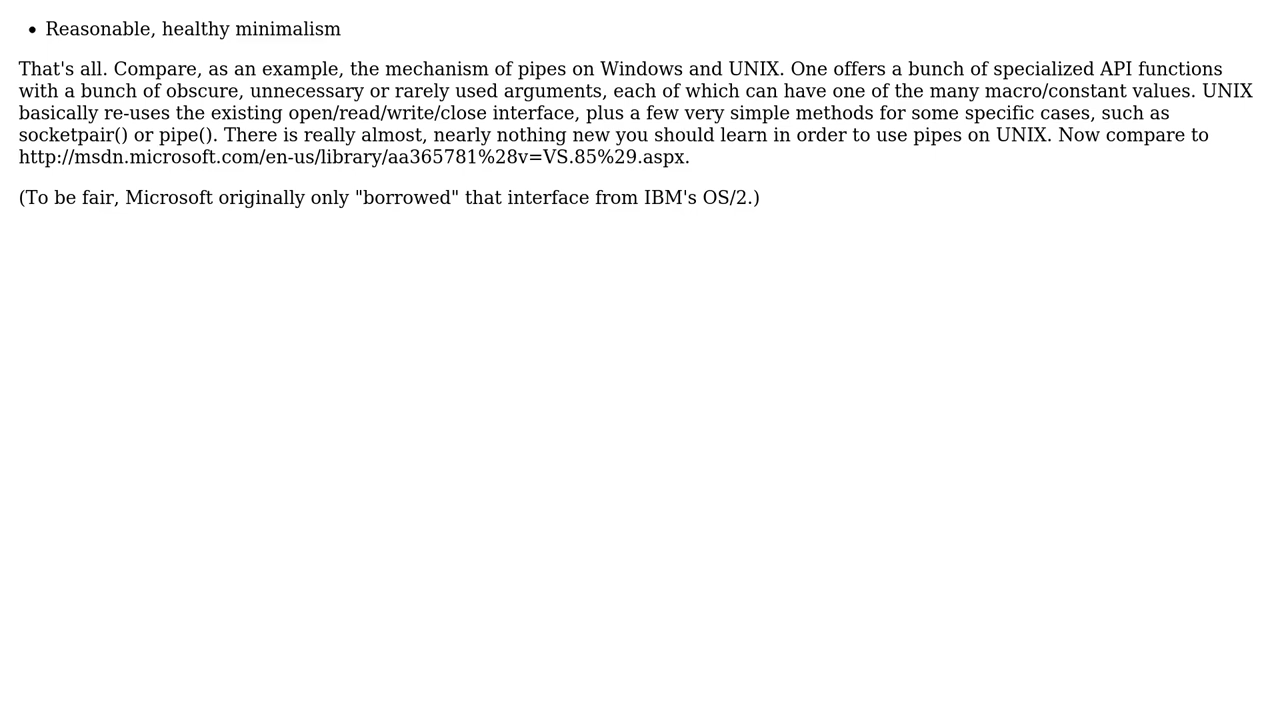 • Reasonable, healthy minimalism
That's all. Compare, as an example, the mechanism of pipes on Windows and UNIX. One offers a bunch of specialized API functions
with a bunch of obscure, unnecessary or rarely used arguments, each of which can have one of the many macro/constant values. UNIX
basically re-uses the existing open/read/write/close interface, plus a few very simple methods for some specific cases, such as
socketpair() or pipe(). There is really almost, nearly nothing new you should learn in order to use pipes on UNIX. Now compare to
http://msdn.microsoft.com/en-us/library/aa365781%28v=VS.85%29.aspx.
(To be fair, Microsoft originally only "borrowed" that interface from IBM's OS/2.)